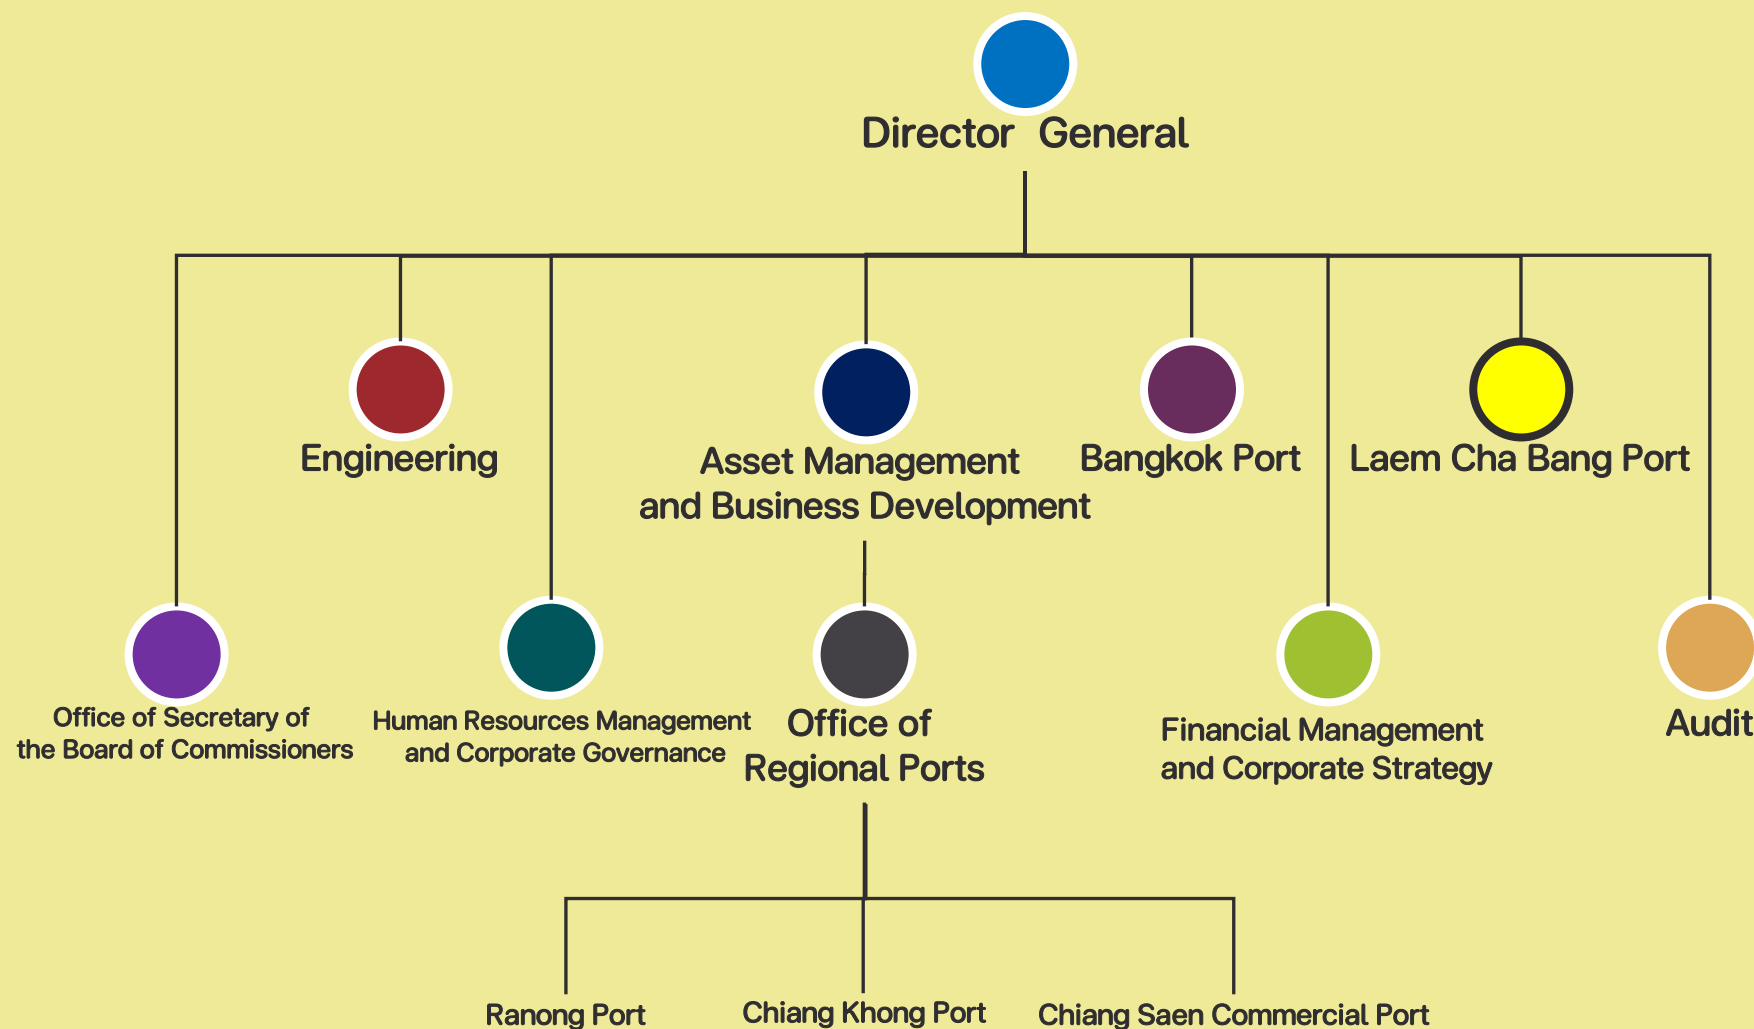 Director General
Engineering
Asset Management
and Business Development
Bangkok Port
Laem Cha Bang Port
Office of Secretary of
the Board of Commissioners
Human Resources Management
and Corporate Governance
Office of
Regional Ports
Financial Management
and Corporate Strategy
Audit
Ranong Port
Chiang Khong Port
Chiang Saen Commercial Port